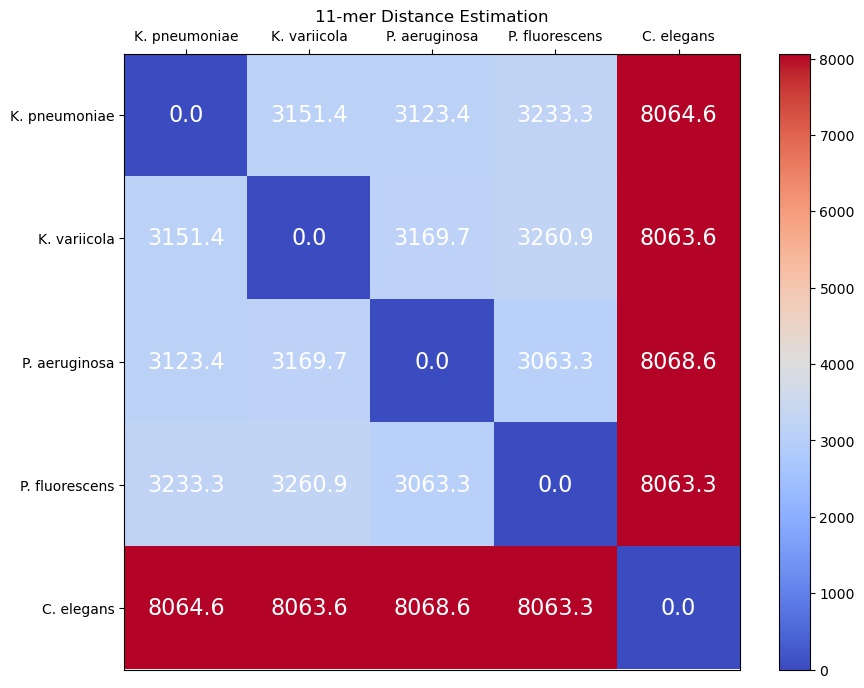 11-mer Distance Estimation
K. pneumoniae K. variicola P. aeruginosa P. fluorescens C. elegans
K. pneumoniae 0.0 3151.4 3123.4 3233.3 8064.6
K. variicola 3151.4 0.0 3169.7 3260.9 8063.6
P. aeruginosa 3123.4 3169.7 0.0 3063.3 8068.6
P. fluorescens 3233.3 3260.9 3063.3 0.0 8063.3
C. elegans 8064.6 8063.6 8068.6 8063.3 0.0
8000
7000
6000
5000
4000
3000
2000
1000
0